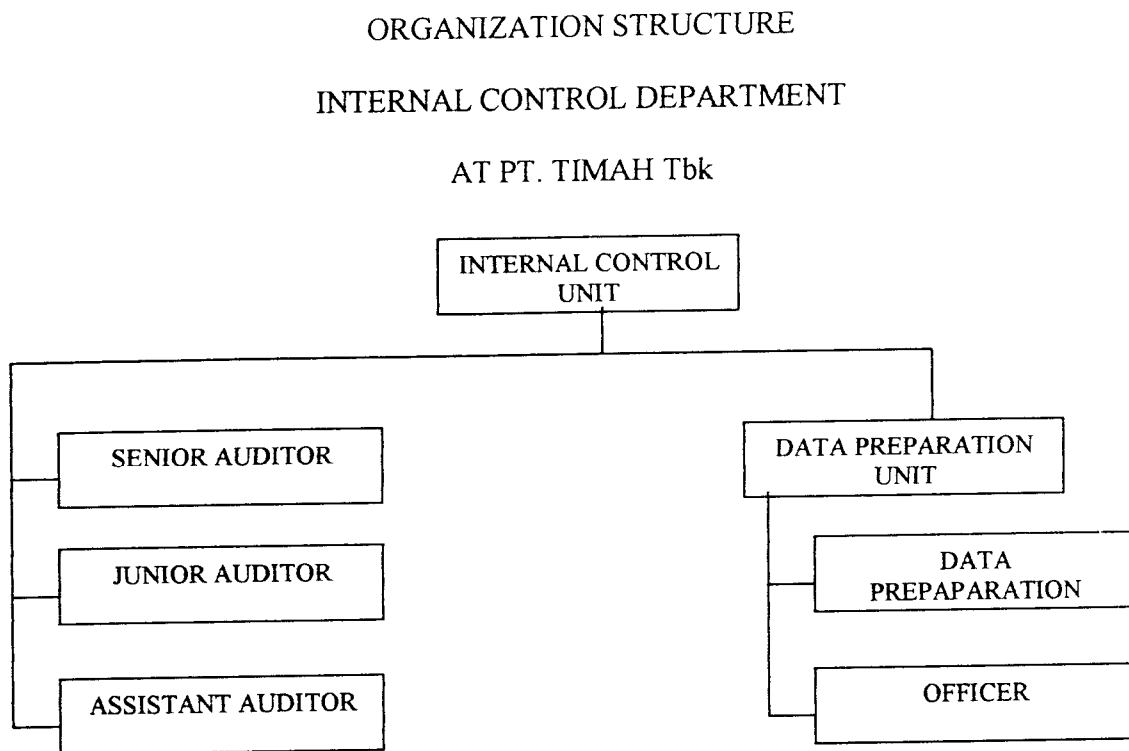 ORGANIZATION STRUCTURE
INTERNAL CONTROL DEPARTMENT
AT PT. TIMAH Tbk
INTERNAL CONTROL
UNIT
SENIOR AUDITOR
JUNIOR AUDITOR
ASSISTANT AUDITOR
DATA PREPARATION
UNIT
DATA
PREPAPARATION
OFFICER